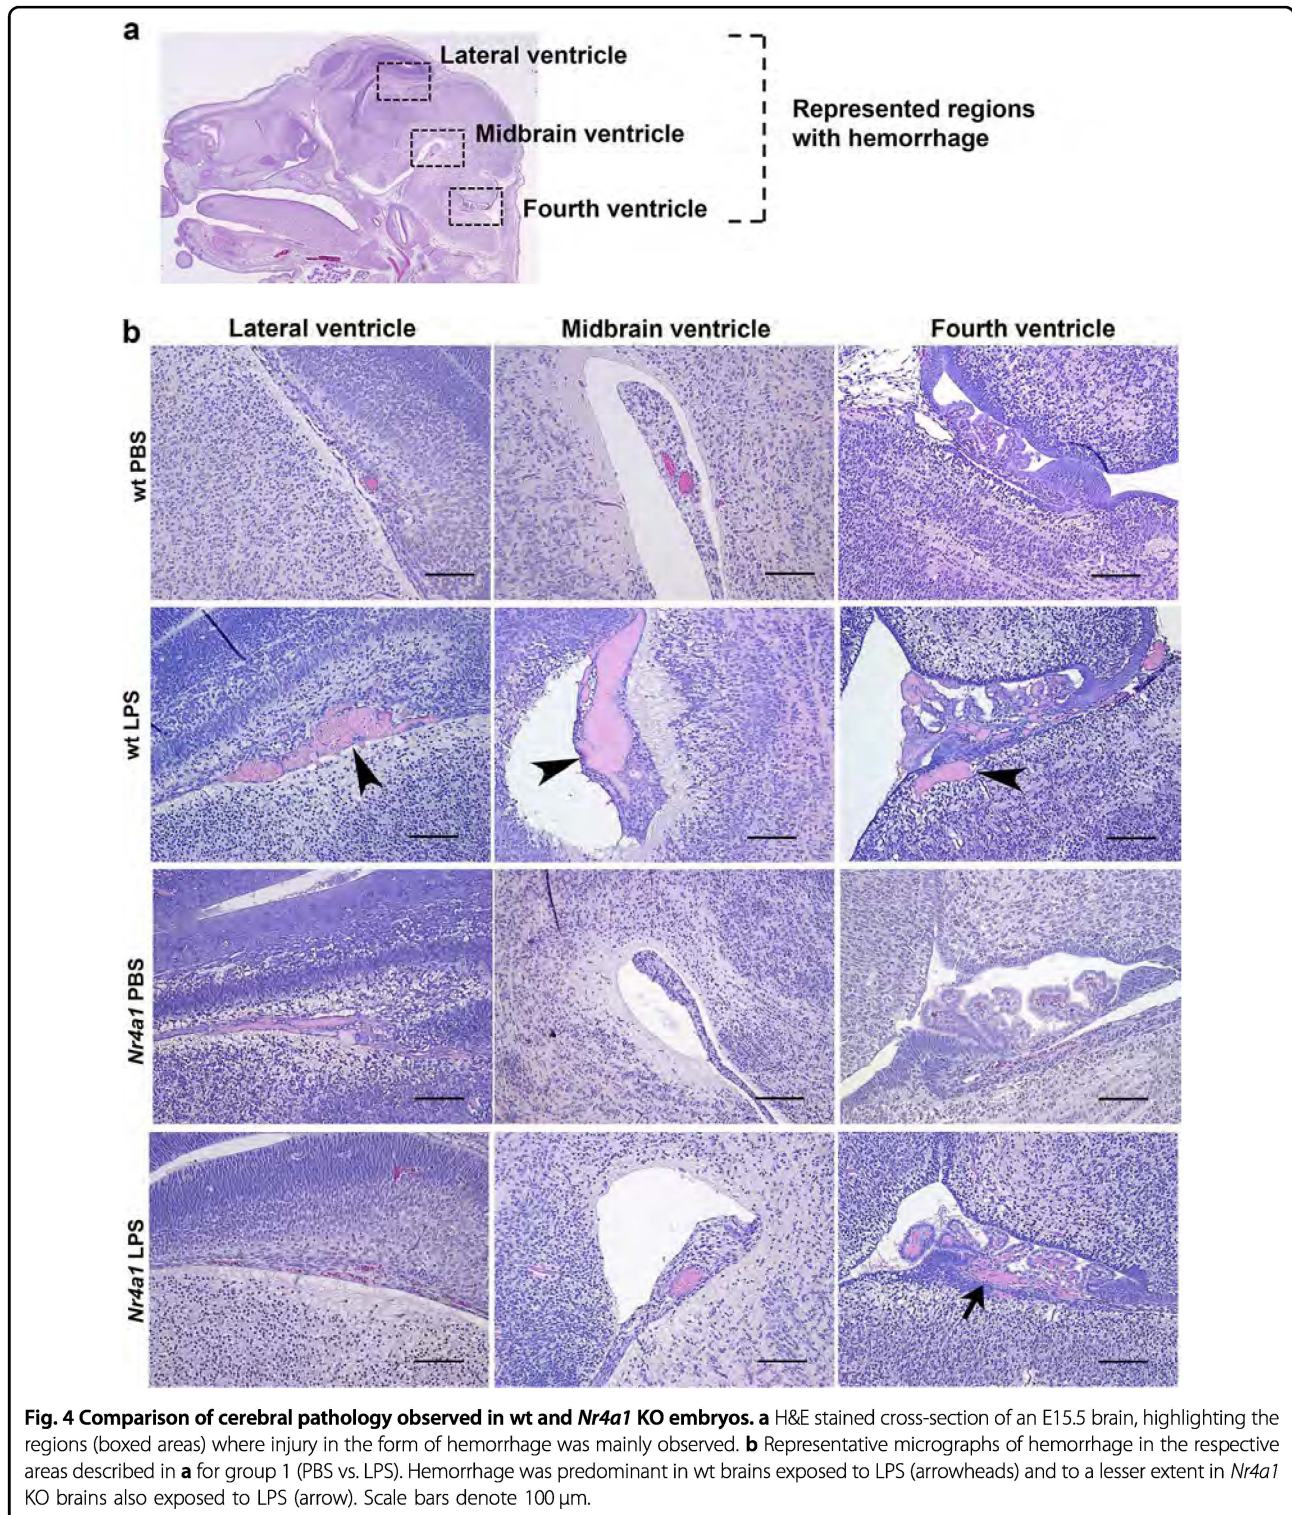 a
Lateral ventricle
Midbrain ventricle
Fourth ventricle
Represented regions
with hemorrhage
b
Lateral ventricle
Midbrain ventricle
Fourth ventricle
wt PBS
wt LPS
Nr4a1 PBS
Nr4a1 LPS
Fig. 4 Comparison of cerebral pathology observed in wt and Nr4a1 KO embryos. a H&E stained cross-section of an E15.5 brain, highlighting the
regions (boxed areas) where injury in the form of hemorrhage was mainly observed. b Representative micrographs of hemorrhage in the respective
areas described in a for group 1 (PBS vs. LPS). Hemorrhage was predominant in wt brains exposed to LPS (arrowheads) and to a lesser extent in Nr4a1
KO brains also exposed to LPS (arrow). Scale bars denote 100 μm.